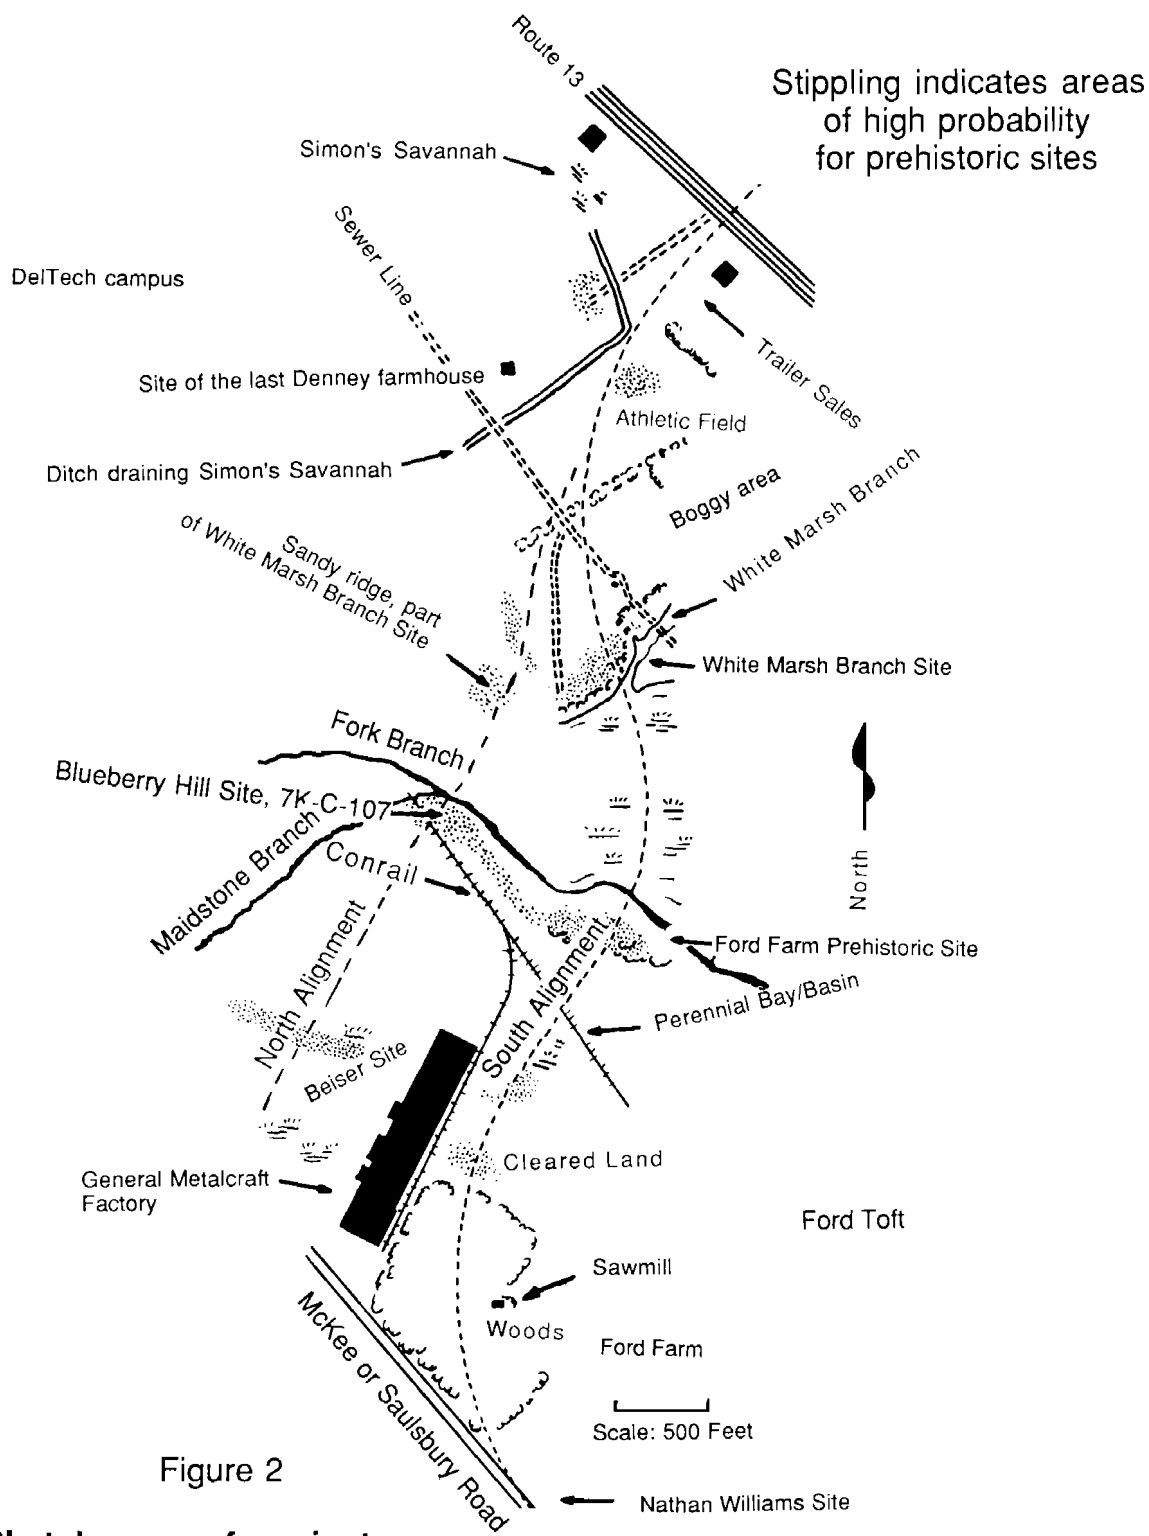 Route 13
Stippling indicates areas
of high probability
for prehistoric sites
Simon's Savannah
Sewer Line
DelTech campus
Trailer Sales
Site of the last Denney farmhouse
Athletic Field
Ditch draining Simon's Savannah
Boggy area
White Marsh Branch
Sandy ridge, part
of White Marsh Branch Site
White Marsh Branch Site
Fork Branch
Blueberry Hill Site, 7K-C-107
Maidstone Branch
Conrail
North
Ford Farm Prehistoric Site
North Alignment
South Alignment
Perennial Bay/Basin
Beiser Site
Cleared Land
General Metalcraft
Factory
Ford Toft
Sawmill
Woods
Ford Farm
McKee or Saulsbury Road
Scale: 500 Feet
Figure 2
Nathan Williams Site